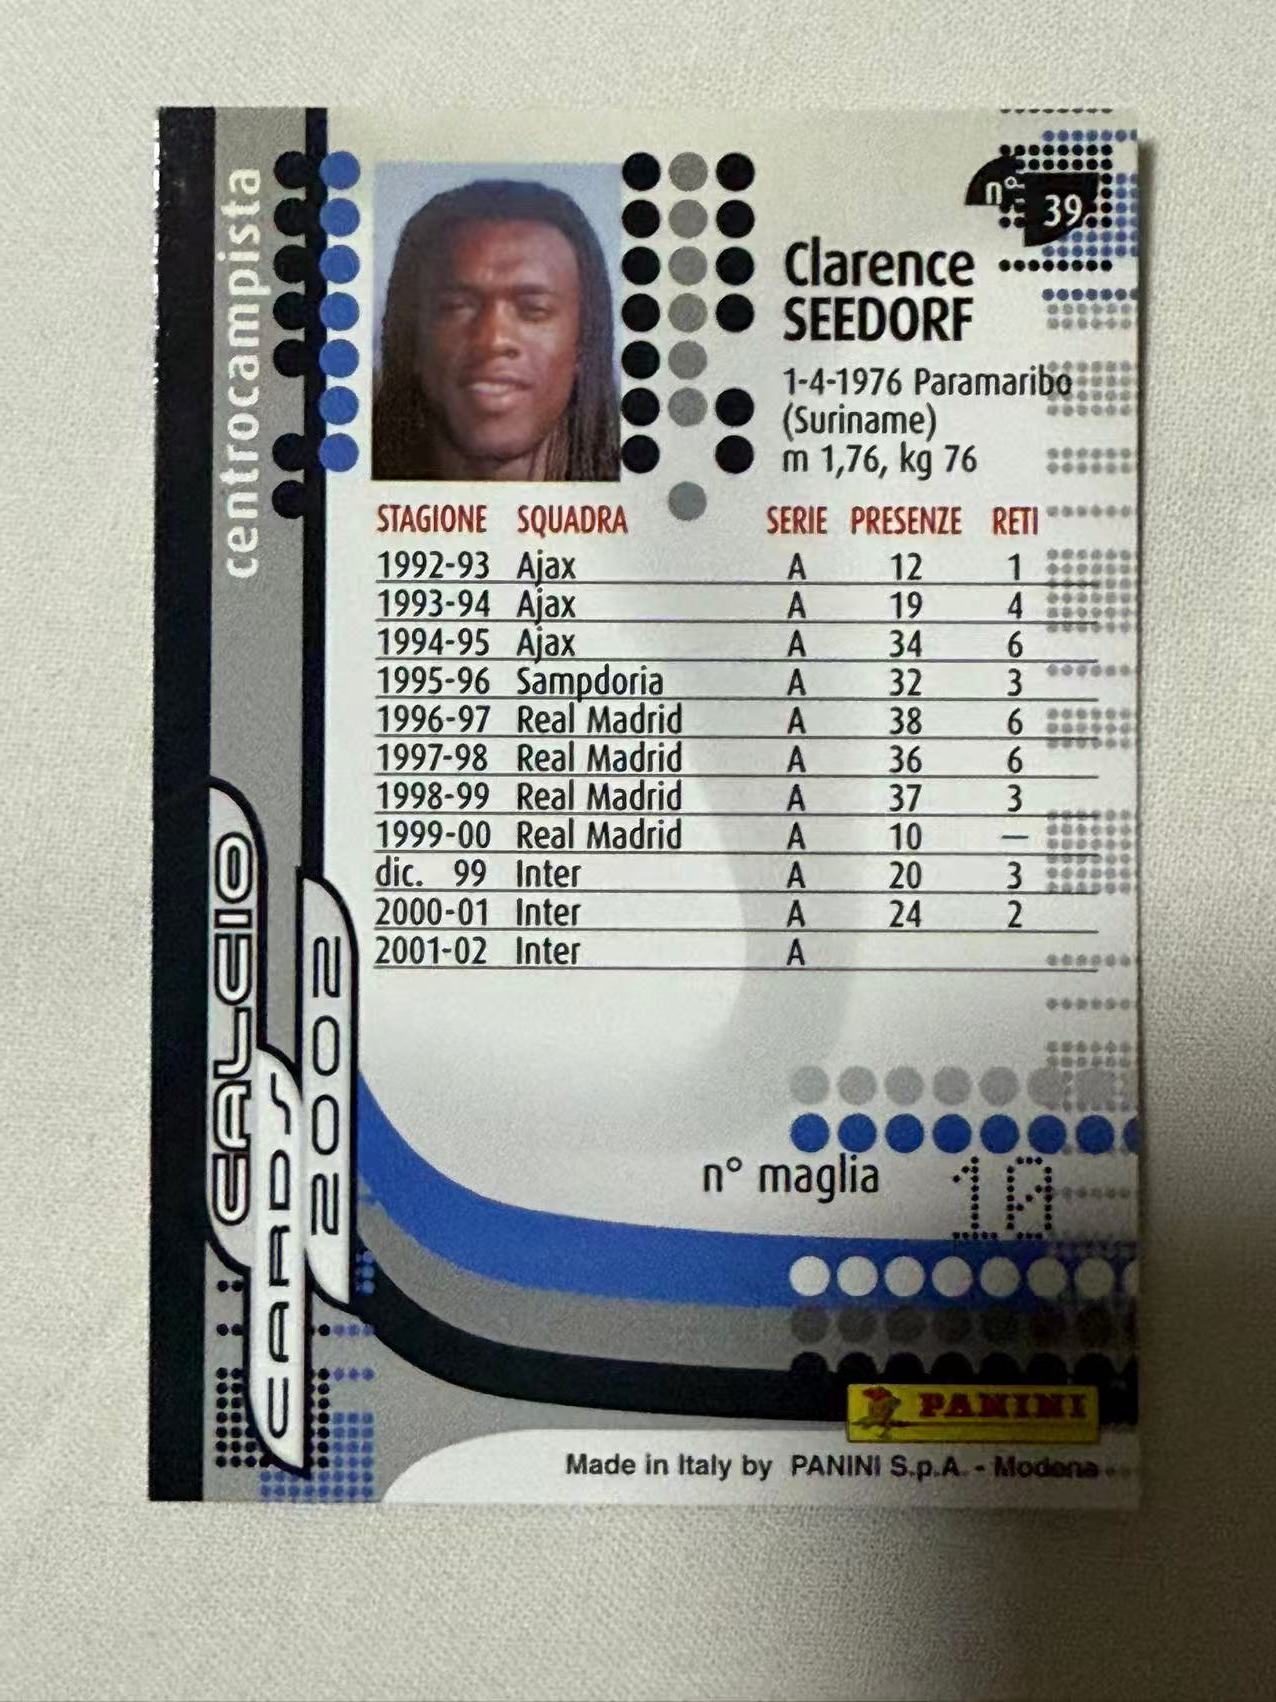 n° 39
Clarence
SEEDORF
1-4-1976 Paramaribo
(Suriname)
m 1,76, kg 76
centrocampista
STAGIONE SQUADRA SERIE PRESENZE RETI
1992-93 Ajax A 12 1
1993-94 Ajax A 19 4
1994-95 Ajax A 34 6
1995-96 Sampdoria A 32 3
1996-97 Real Madrid A 38 6
1997-98 Real Madrid A 36 6
1998-99 Real Madrid A 37 3
1999-00 Real Madrid A 10 —
dic. 99 Inter A 20 3
2000-01 Inter A 24 2
2001-02 Inter A
CALCIO
CARDS
2002
n° maglia 10
PANINI
Made in Italy by PANINI S.p.A. - Modena